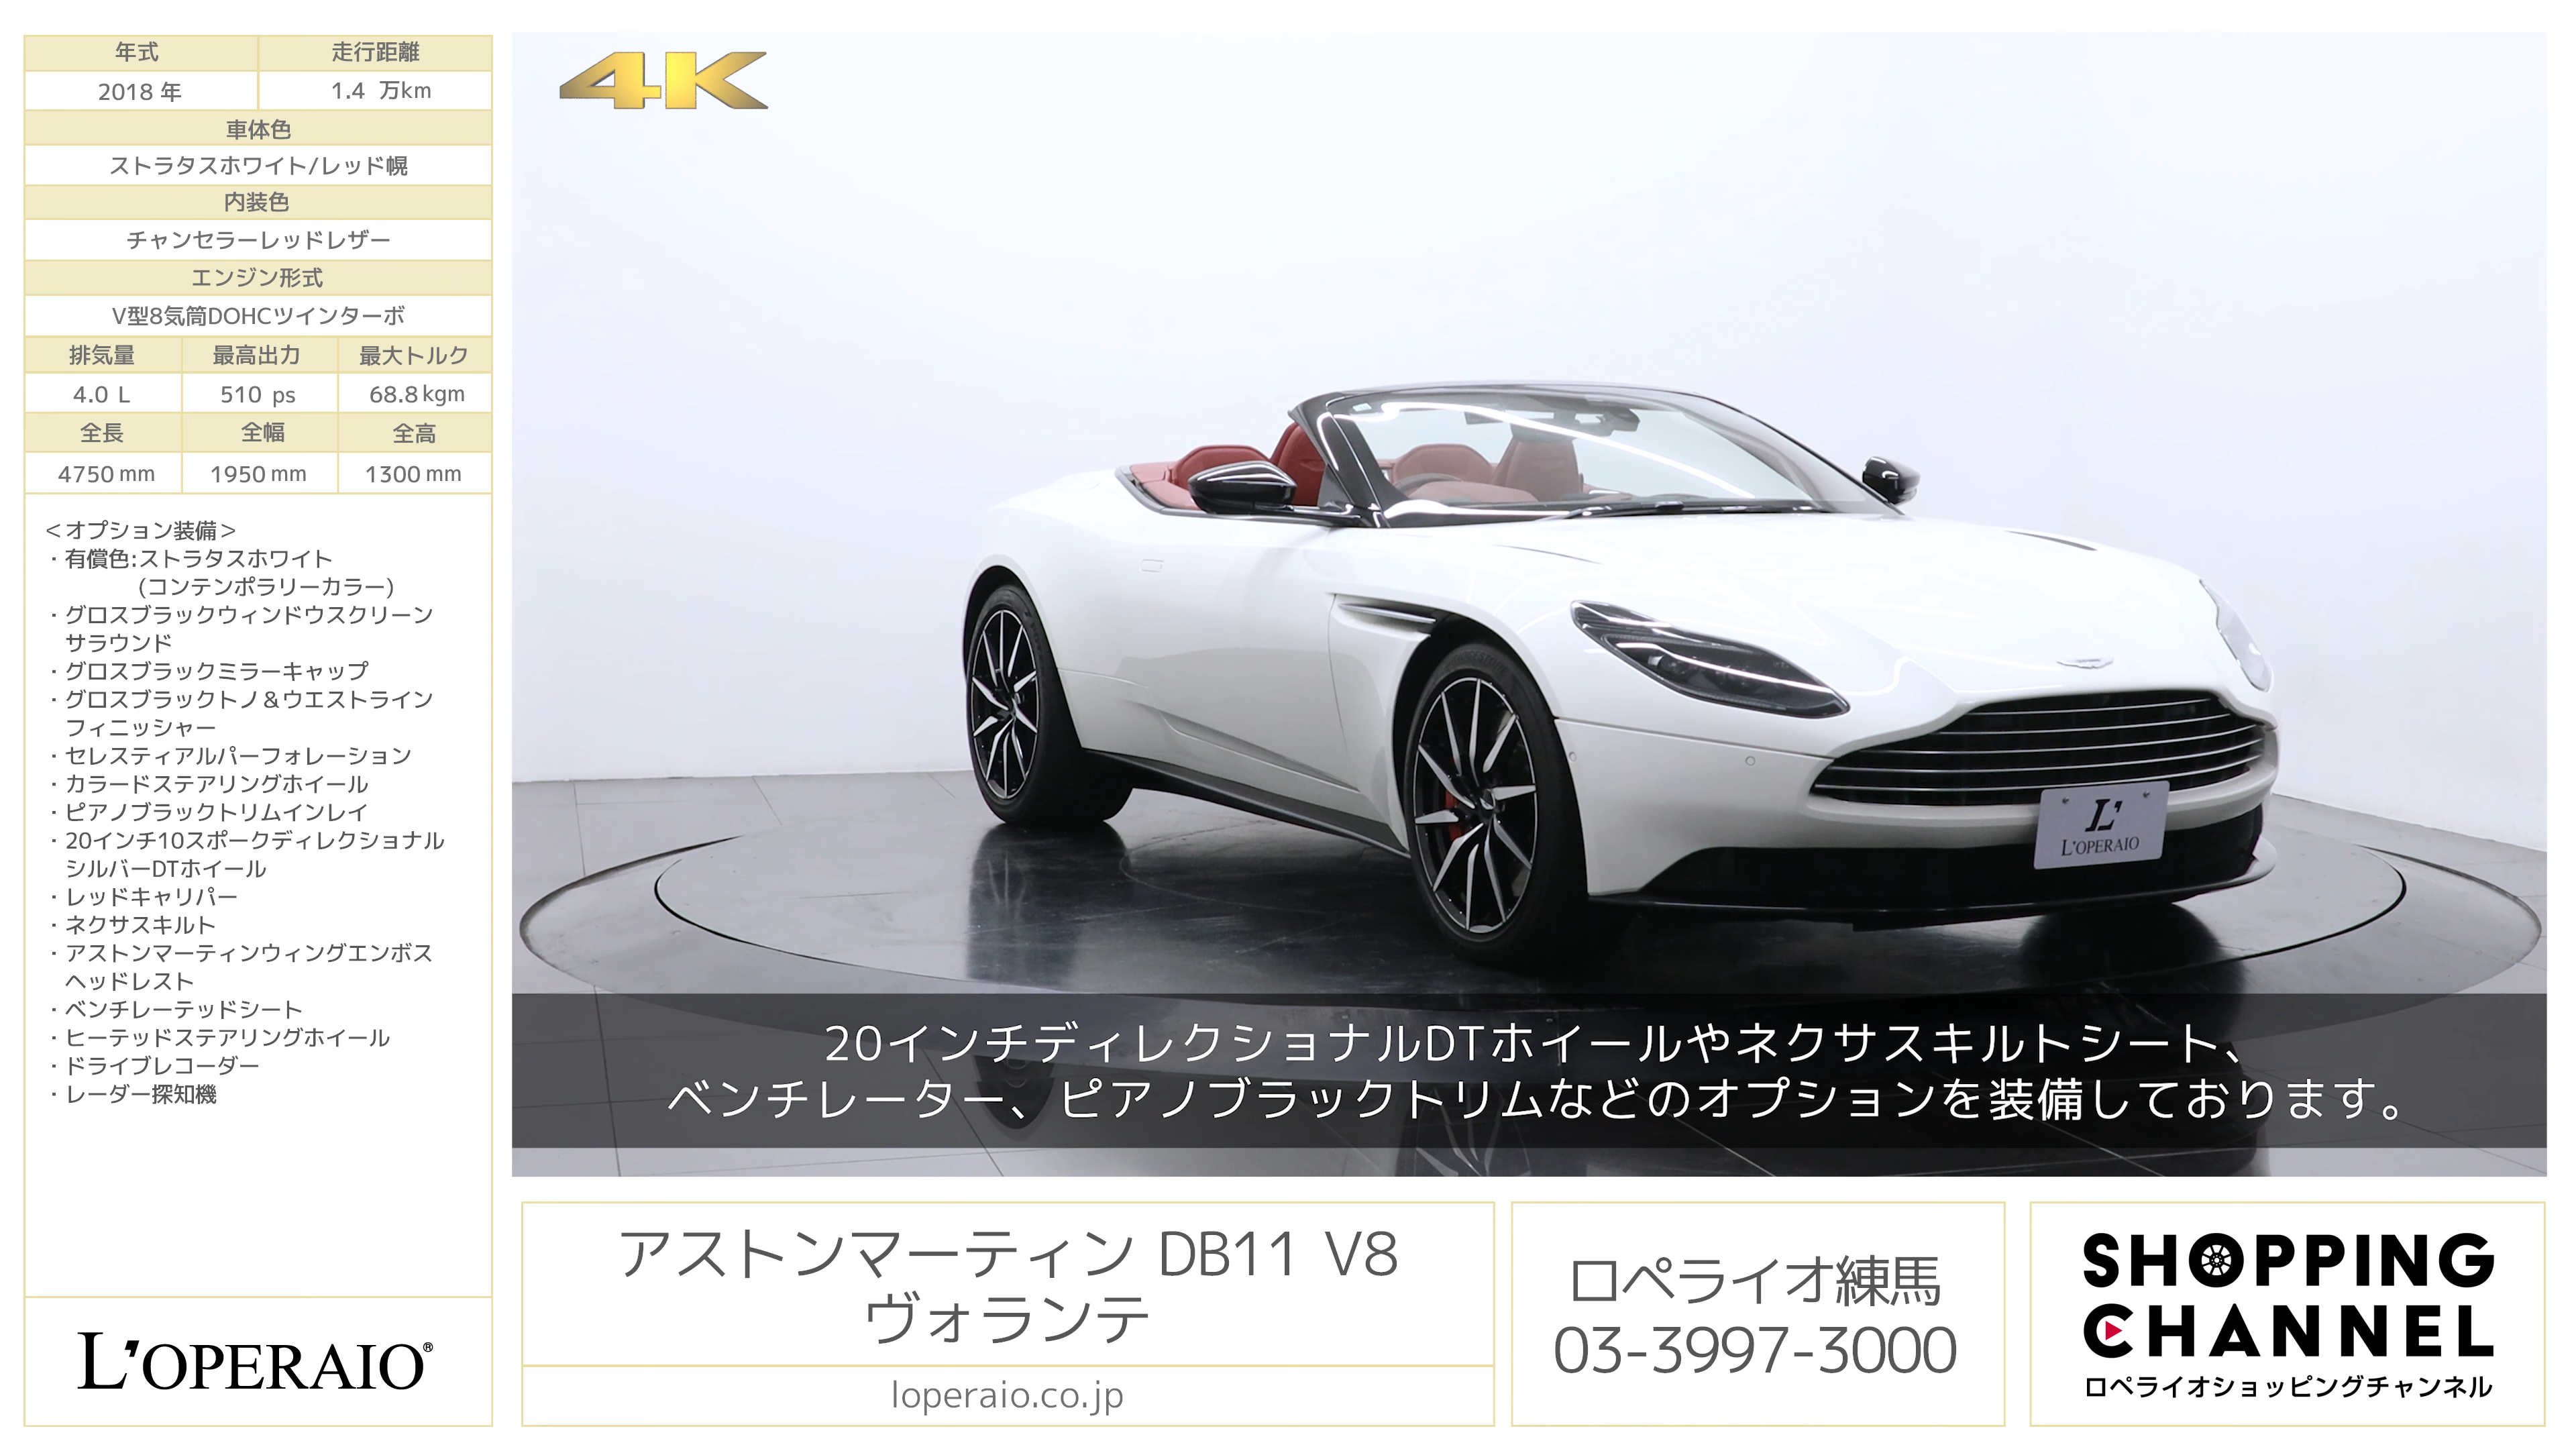 年式 走行距離
2018 年 1.4 万km
車体色
ストラタスホワイト/レッド幌
内装色
チャンセラーレッドレザー
エンジン形式
V型8気筒DOHCツインターボ
排気量 最高出力 最大トルク
4.0 L 510 ps 68.8kgm
全長 全幅 全高
4750mm 1950mm 1300mm
＜オプション装備＞
・有償色:ストラタスホワイト
(コンテンポラリーカラー)
・グロスブラックウィンドウスクリーン
サラウンド
・グロスブラックミラーキャップ
・グロスブラックトノ＆ウエストライン
フィニッシャー
・セレスティアルパーフォレーション
・カラードステアリングホイール
・ピアノブラックトリムインレイ
・20インチ10スポークディレクショナル
シルバーDTホイール
・レッドキャリパー
・ネクサスキルト
・アストンマーティンウィングエンボス
ヘッドレスト
・ベンチレーテッドシート
・ヒーテッドステアリングホイール
・ドライブレコーダー
・レーダー探知機
L'OPERAIO®
4K
L'
L'OPERAIO
20インチディレクショナルDTホイールやネクサスキルトシート、
ベンチレーター、ピアノブラックトリムなどのオプションを装備しております。
アストンマーティン DB11 V8
ヴォランテ
loperaio.co.jp
ロペライオ練馬
03-3997-3000
SHOPPING
CHANNEL
ロペライオショッピングチャンネル